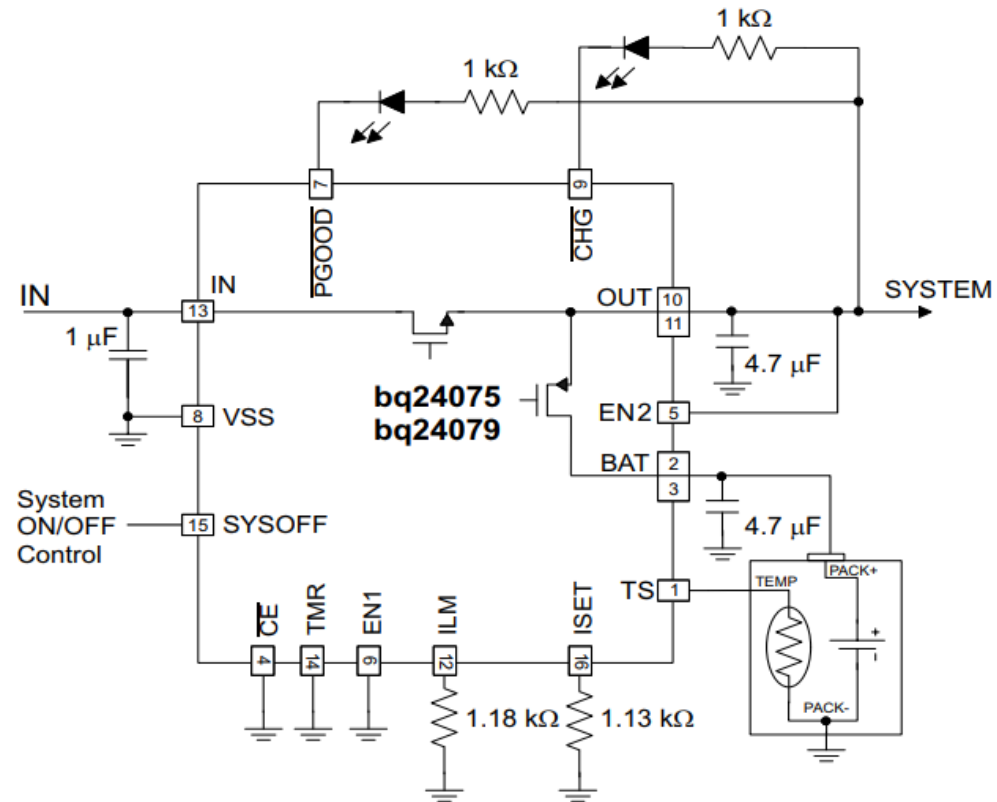 1 kΩ
1 kΩ
7
9
PGOOD
CHG
IN
IN
13
OUT
10
11
SYSTEM
1 µF
4.7 µF
bq24075
bq24079
8
VSS
EN2
5
BAT
2
3
System
ON/OFF
Control
15
SYSOFF
4.7 µF
TS
1
TEMP
PACK+
+
−
PACK-
CE
TMR
EN1
ILM
ISET
4
14
6
12
16
1.18 kΩ
1.13 kΩ